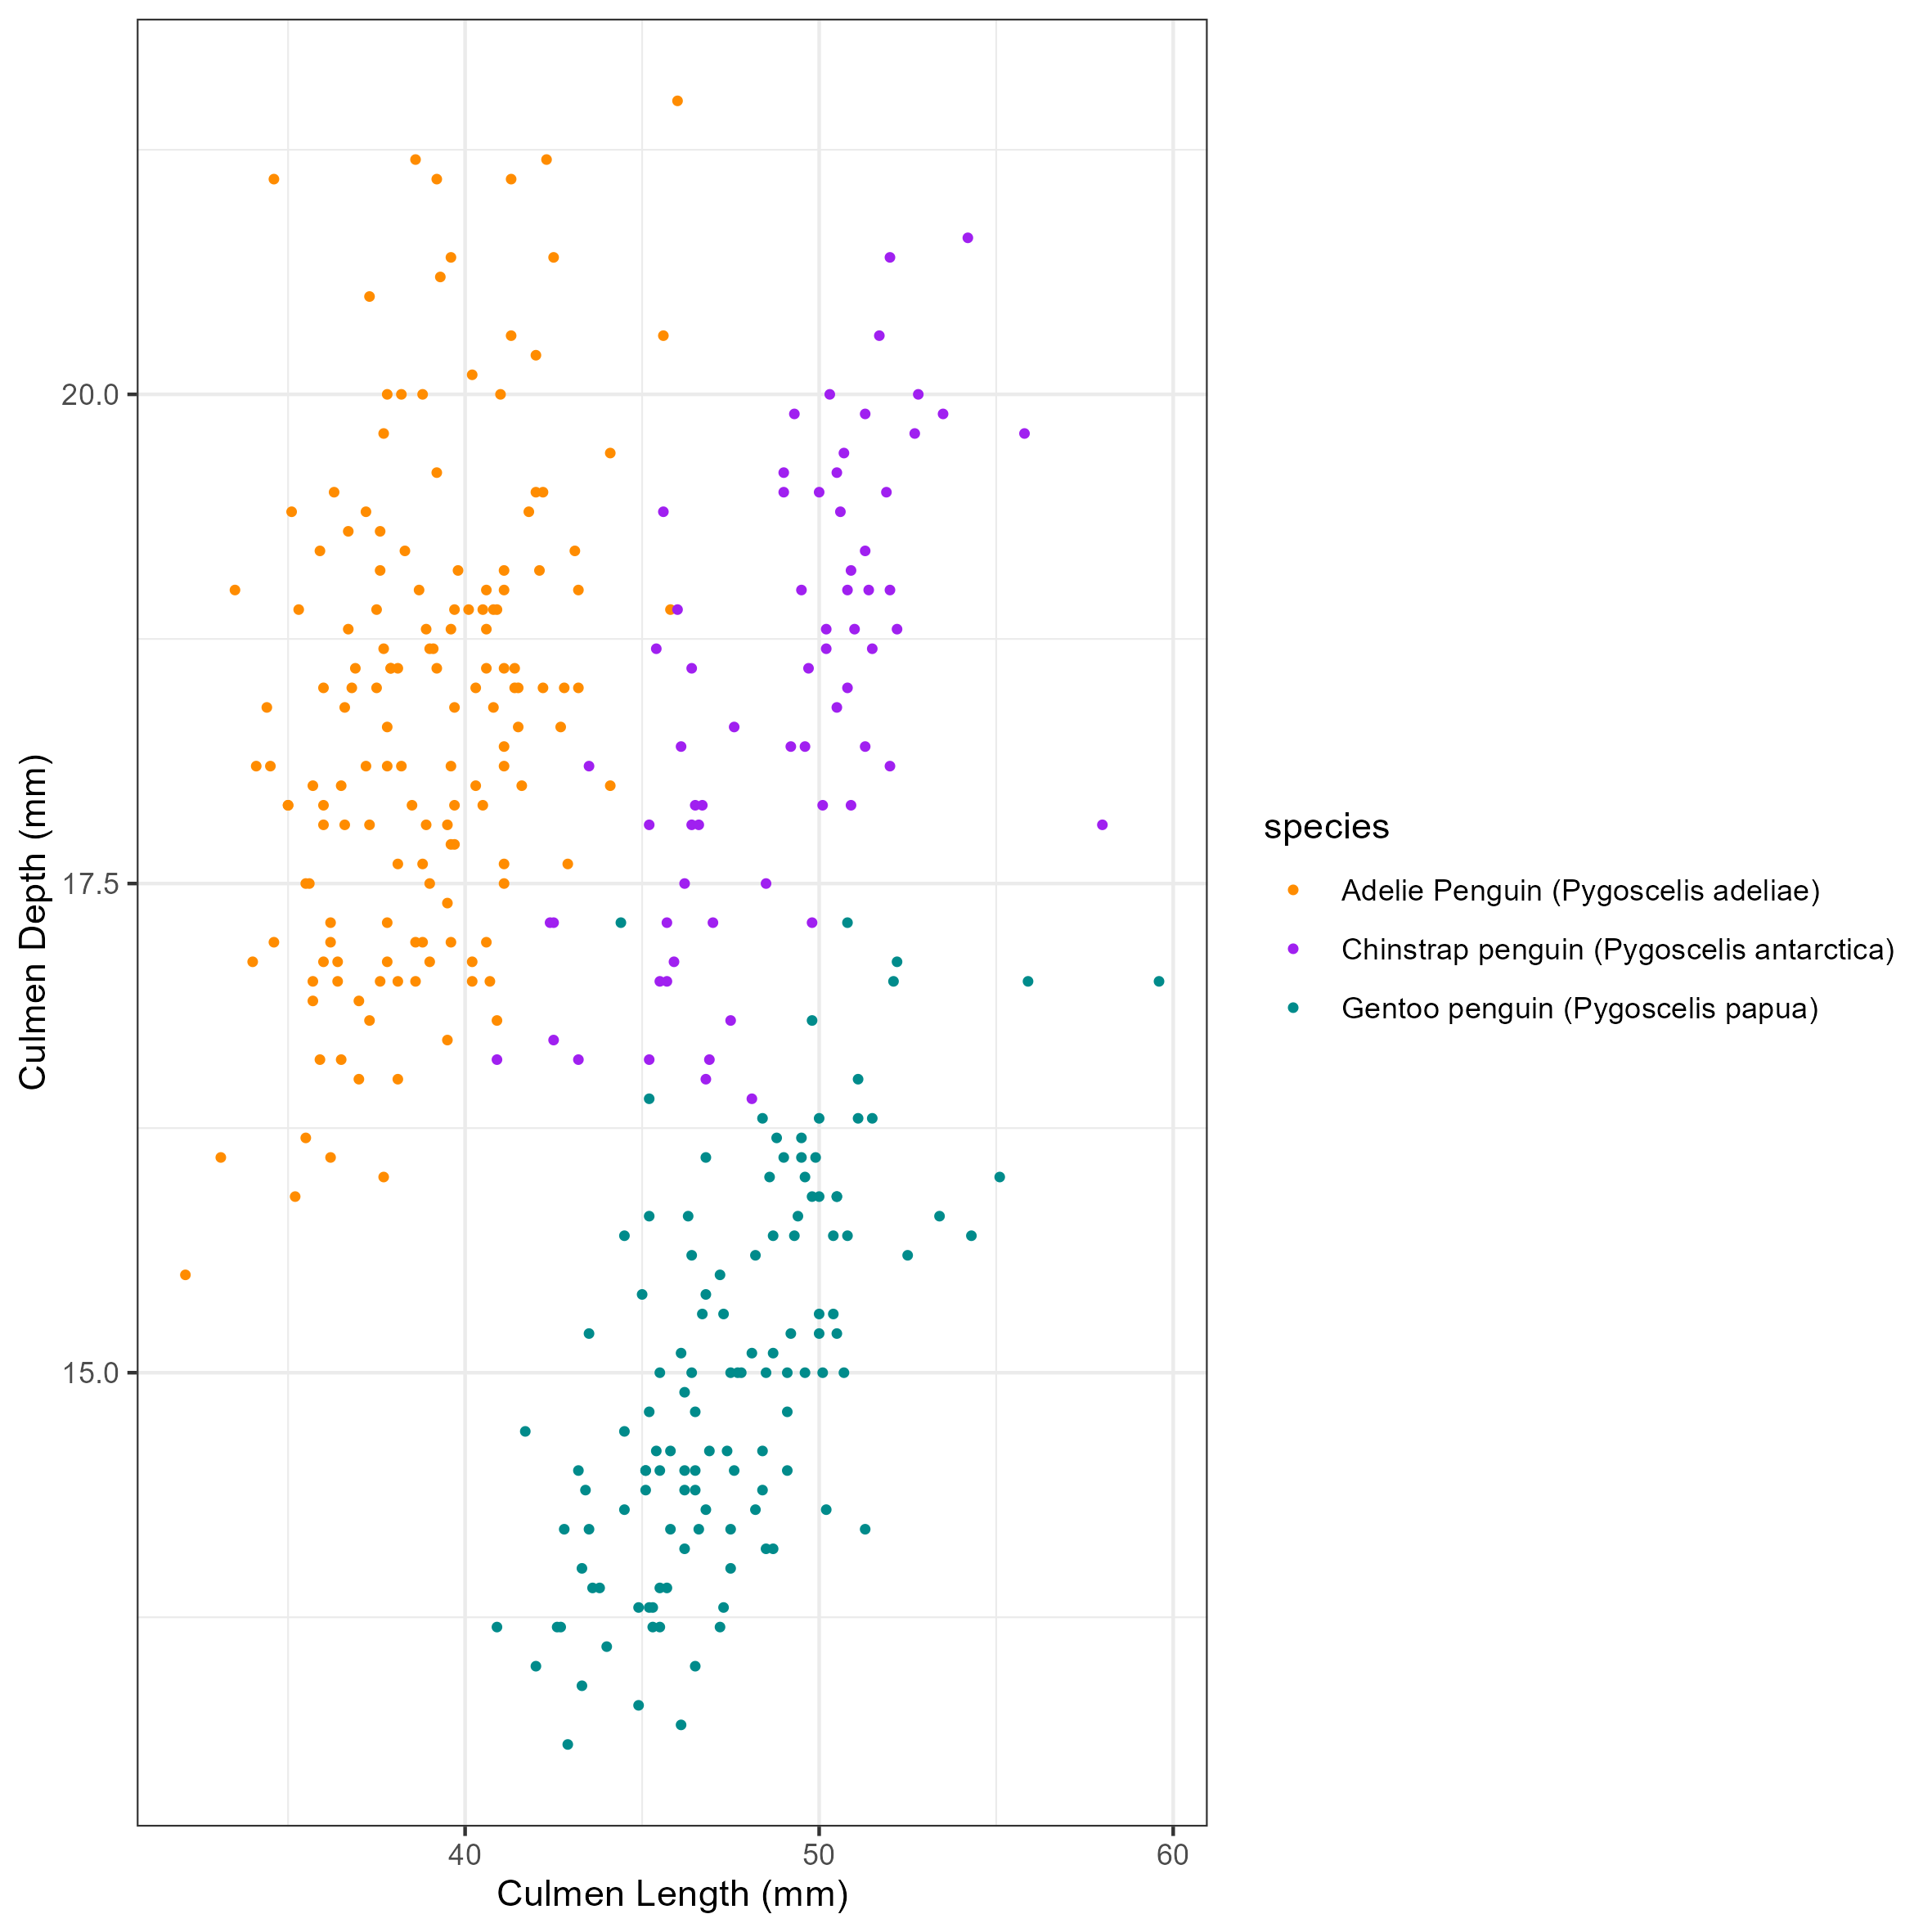 20.0
17.5
15.0
Culmen Depth (mm)
40 50 60
Culmen Length (mm)
species
Adelie Penguin (Pygoscelis adeliae)
Chinstrap penguin (Pygoscelis antarctica)
Gentoo penguin (Pygoscelis papua)